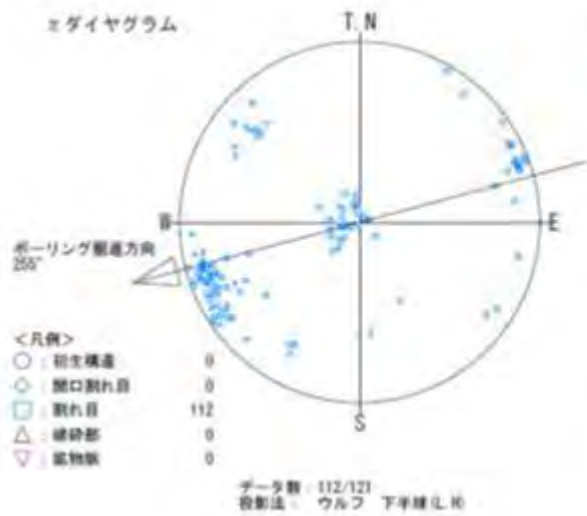 πダイヤグラム
T.N
W
E
ボーリング掘進方向
255°
<凡例>
○ : 初生構造 0
◇ : 開口割れ目 0
□ : 割れ目 112
△ : 破砕部 0
▽ : 鉱物脈 0
S
データ数 : 112/121
投影法 : ウルフ 下半球(L.H)